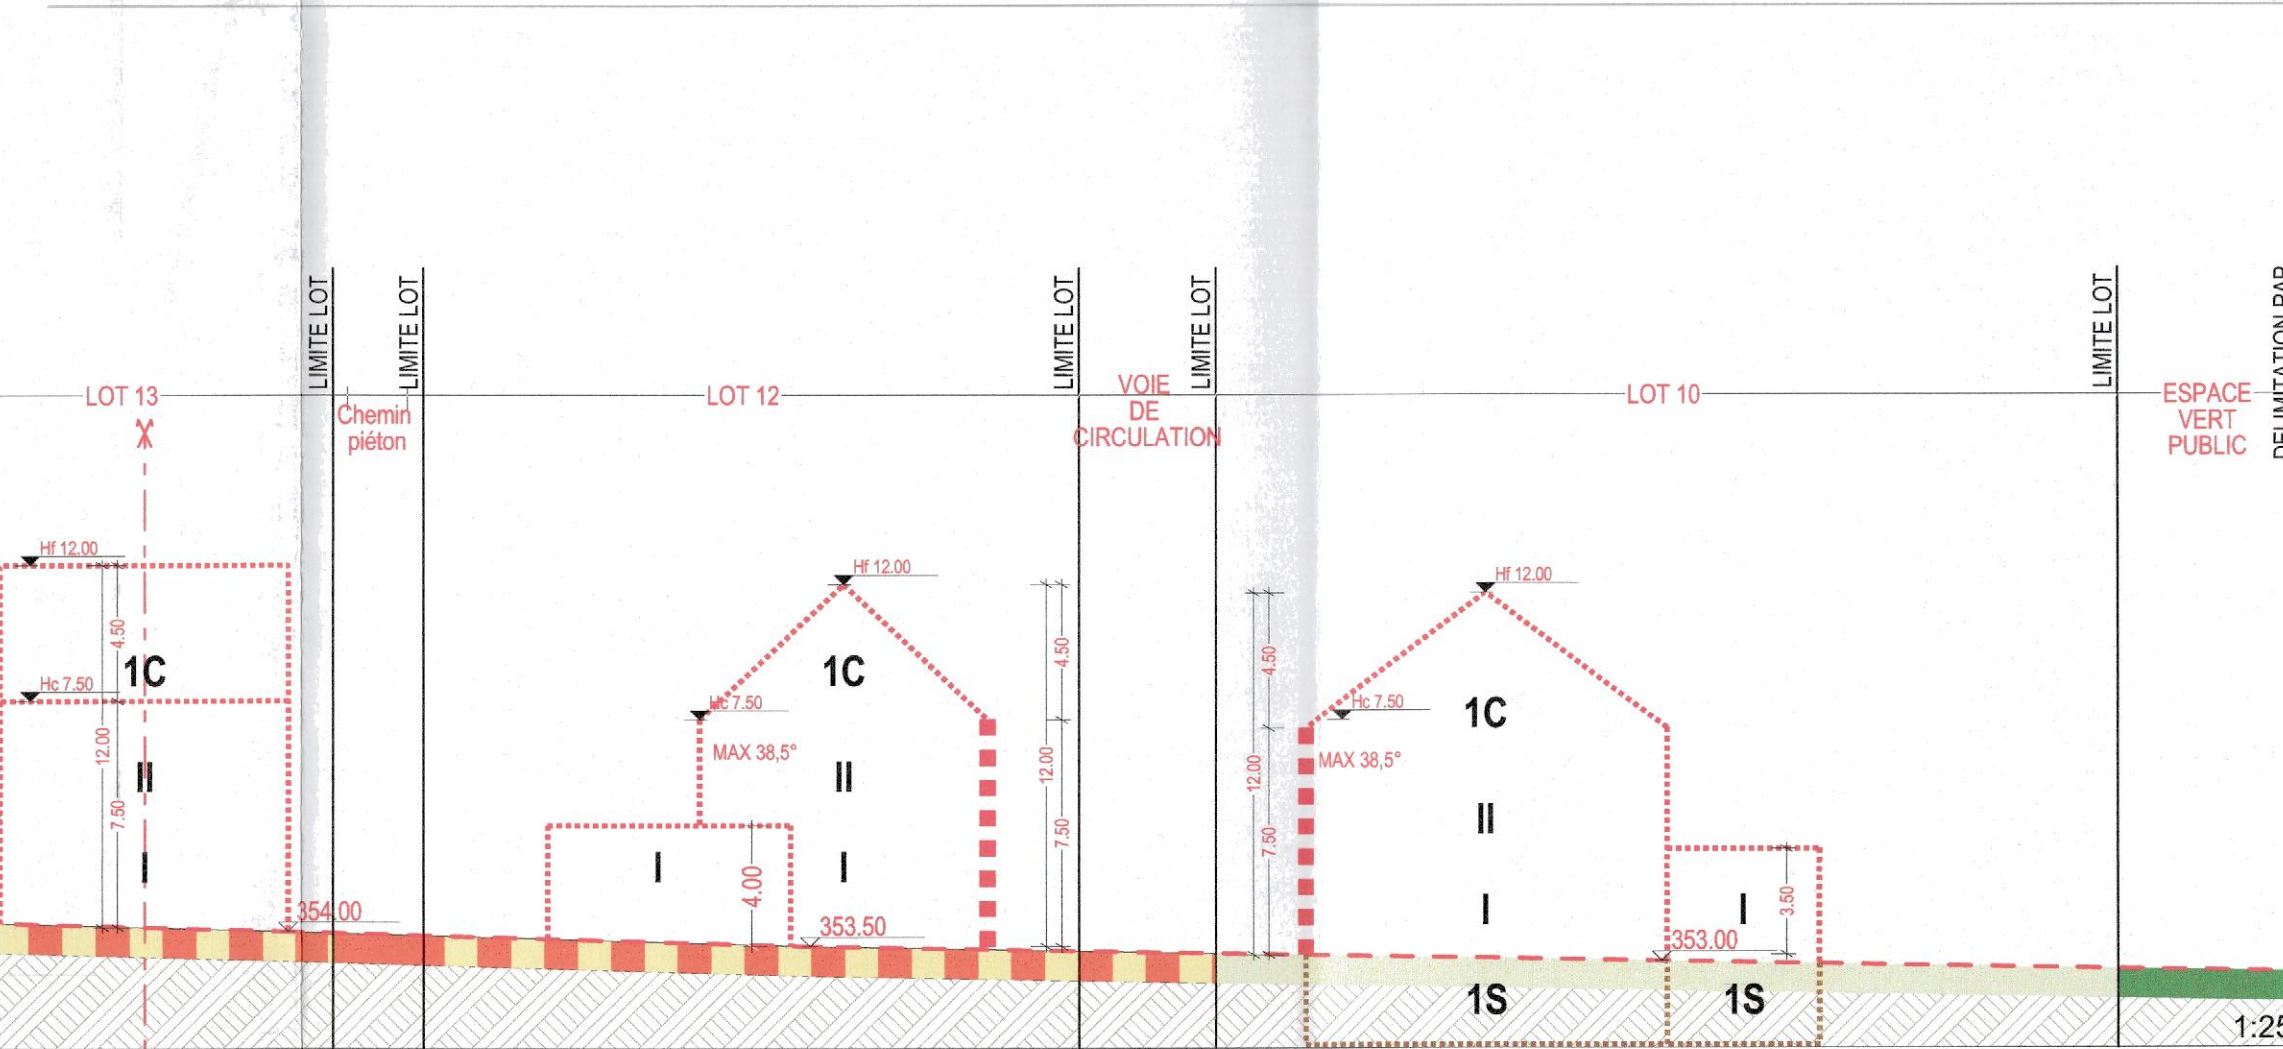 LIMITE LOT
LIMITE LOT
LIMITE LOT
LIMITE LOT
LIMITE LOT
LOT 13
Chemin
piéton
LOT 12
VOIE
DE
CIRCULATION
LOT 10
ESPACE
VERT
PUBLIC
DELIMITATION PAR
Hf 12.00
4.50
1C
Hc 7.50
12.00
II
7.50
I
354.00
Hf 12.00
1C
4.50
Hc 7.50
MAX 38,5°
II
12.00
7.50
I
4.00
I
353.50
Hf 12.00
4.50
Hc 7.50
1C
MAX 38,5°
12.00
7.50
II
I
I
3.50
353.00
1S
1S